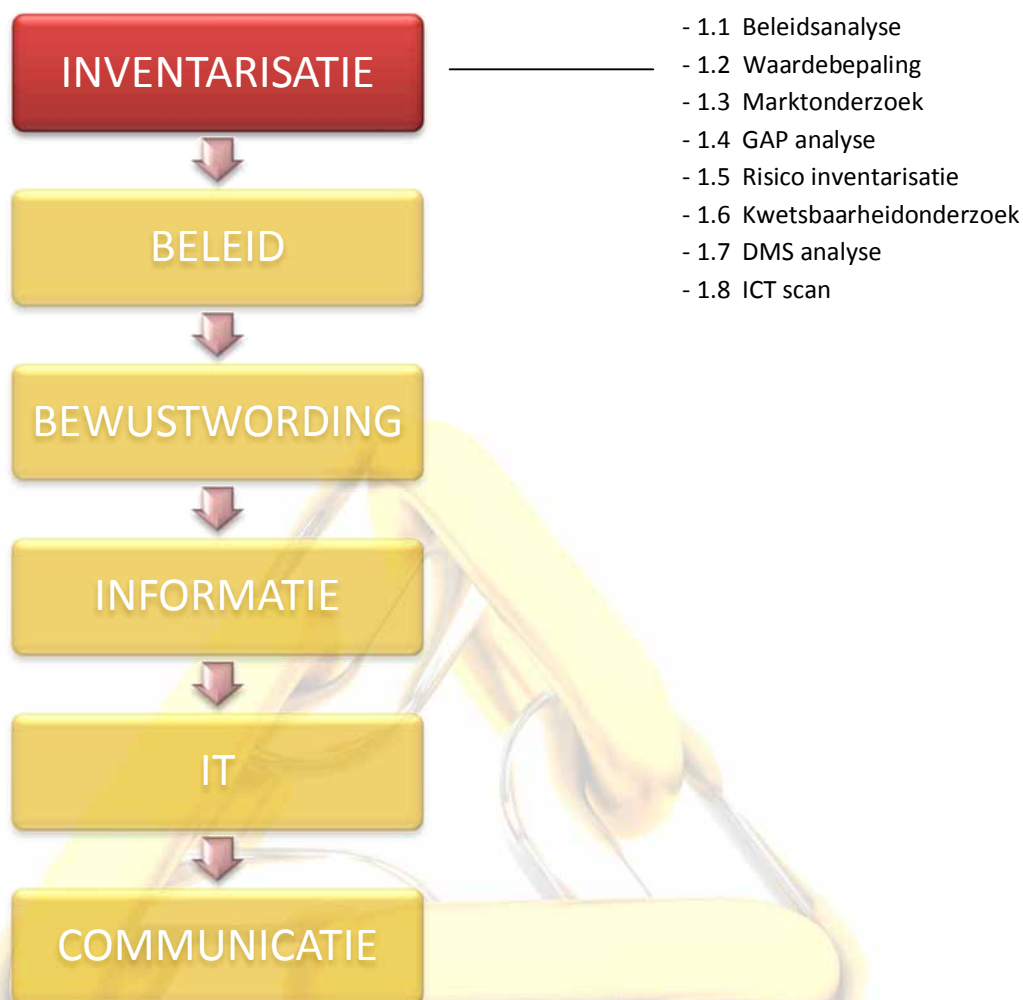 INVENTARISATIE
- 1.1 Beleidsanalyse
- 1.2 Waardebepaling
- 1.3 Marktonderzoek
- 1.4 GAP analyse
- 1.5 Risico inventarisatie
- 1.6 Kwetsbaarheidonderzoek
- 1.7 DMS analyse
- 1.8 ICT scan
BELEID
BEWUSTWORDING
INFORMATIE
IT
COMMUNICATIE